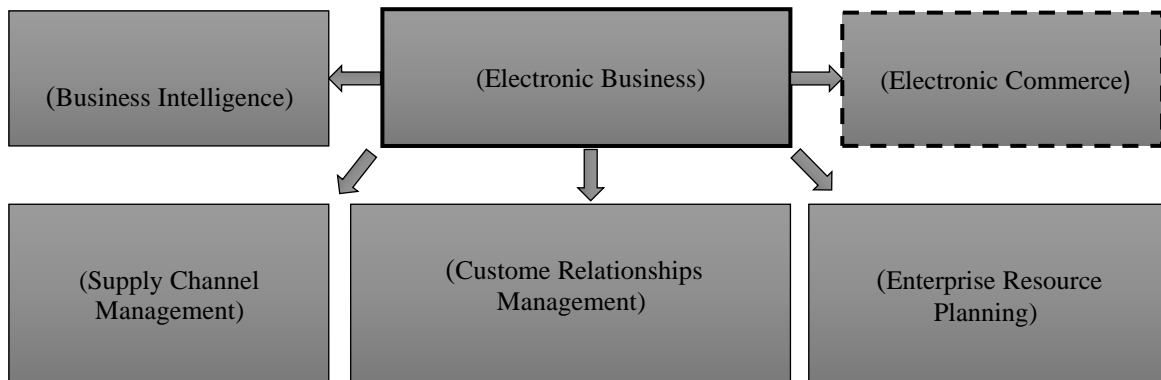 (Business Intelligence)
(Electronic Business)
(Electronic Commerce)
(Supply Channel
Management)
(Custome Relationships
Management)
(Enterprise Resource
Planning)